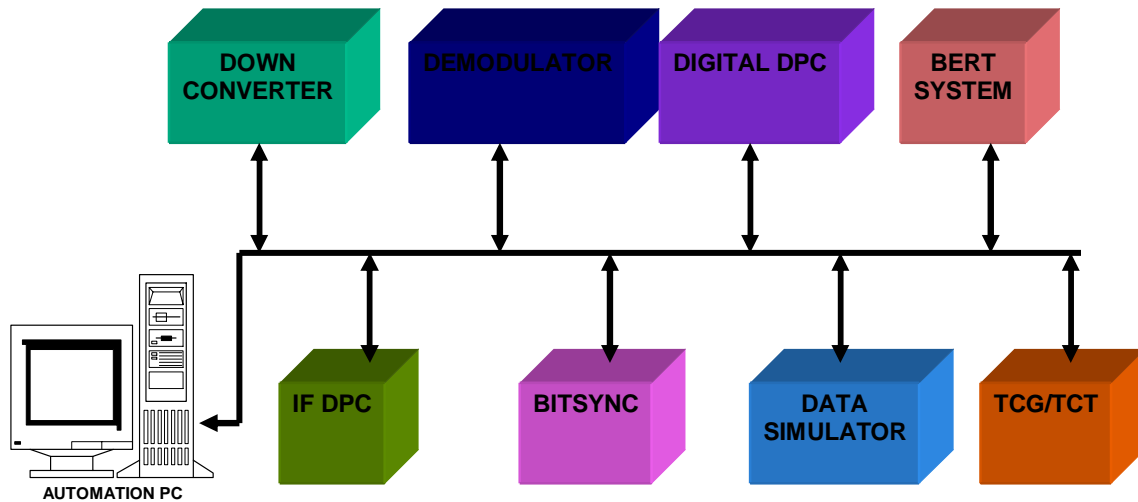 DOWN
CONVERTER
DEMODULATOR
DIGITAL DPC
BERT
SYSTEM
IF DPC
BITSYNC
DATA
SIMULATOR
TCG/TCT
AUTOMATION PC